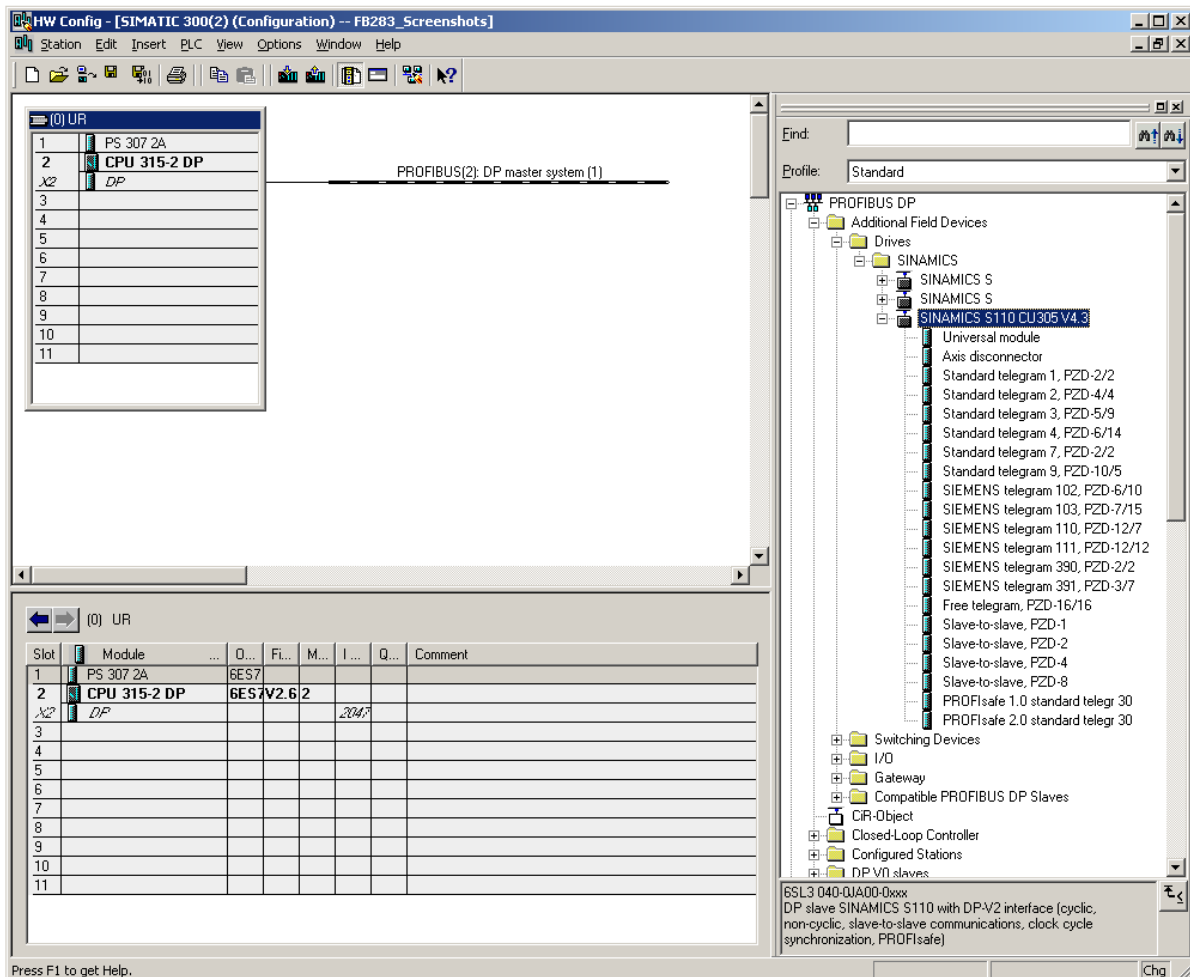 HW Config - [SIMATIC 300(2) (Configuration) -- FB283_Screenshots]
Station Edit Insert PLC View Options Window Help
(0) UR
1 PS 307 2A
2 CPU 315-2 DP
X2 DP
3
4
5
6
7
8
9
10
11
PROFIBUS(2): DP master system (1)
Find:
Profile: Standard
PROFIBUS DP
Additional Field Devices
Drives
SINAMICS
SINAMICS S
SINAMICS S
SINAMICS S110 CU305 V4.3
Universal module
Axis disconnector
Standard telegram 1, PZD-2/2
Standard telegram 2, PZD-4/4
Standard telegram 3, PZD-5/9
Standard telegram 4, PZD-6/14
Standard telegram 7, PZD-2/2
Standard telegram 9, PZD-10/5
SIEMENS telegram 102, PZD-6/10
SIEMENS telegram 103, PZD-7/15
SIEMENS telegram 110, PZD-12/7
SIEMENS telegram 111, PZD-12/12
SIEMENS telegram 390, PZD-2/2
SIEMENS telegram 391, PZD-3/7
Free telegram, PZD-16/16
Slave-to-slave, PZD-1
Slave-to-slave, PZD-2
Slave-to-slave, PZD-4
Slave-to-slave, PZD-8
PROFIsafe 1.0 standard telegr 30
PROFIsafe 2.0 standard telegr 30
Switching Devices
I/O
Gateway
Compatible PROFIBUS DP Slaves
CiR-Object
Closed-Loop Controller
Configured Stations
DP V0 slaves
6SL3 040-0JA00-0xxx
DP slave SINAMICS S110 with DP-V2 interface (cyclic,
non-cyclic, slave-to-slave communications, clock cycle
synchronization, PROFIsafe)
(0) UR
Slot Module ... O... Fi... M... I ... Q... Comment
1 PS 307 2A 6ES7
2 CPU 315-2 DP 6ES7 V2.6 2
X2 DP 2047
3
4
5
6
7
8
9
10
11
Press F1 to get Help.
Chg